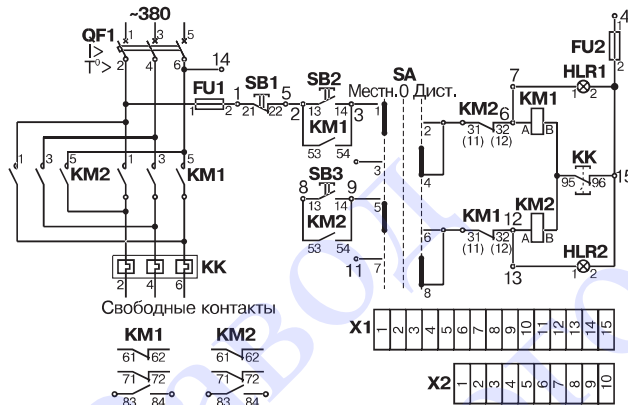 ~380
QF1
I>
T°>
1 3 5
2 4 6
14
FU1
1 2
1
SB1
21 22
5
2
SB2
13 14
3
KM1
53 54
SA
Местн. 0 Дист.
1
2
3
4
5
6
7
8
SB3
8
13 14
9
KM2
53 54
11
KM2
31 32
(11) (12)
6
7
HLR1
1 2
KM1
A B
4
FU2
1
2
KK
95 96
15
KM1
31 32
(11) (12)
12
KM2
A B
13
HLR2
1 2
1 3 5
KM2
1 3 5
KM1
KK
2 4 6
Свободные контакты
KM1
61 62
71 72
83 84
KM2
61 62
71 72
83 84
X1 1 2 3 4 5 6 7 8 9 10 11 12 13 14 15
X2 1 2 3 4 5 6 7 8 9 10